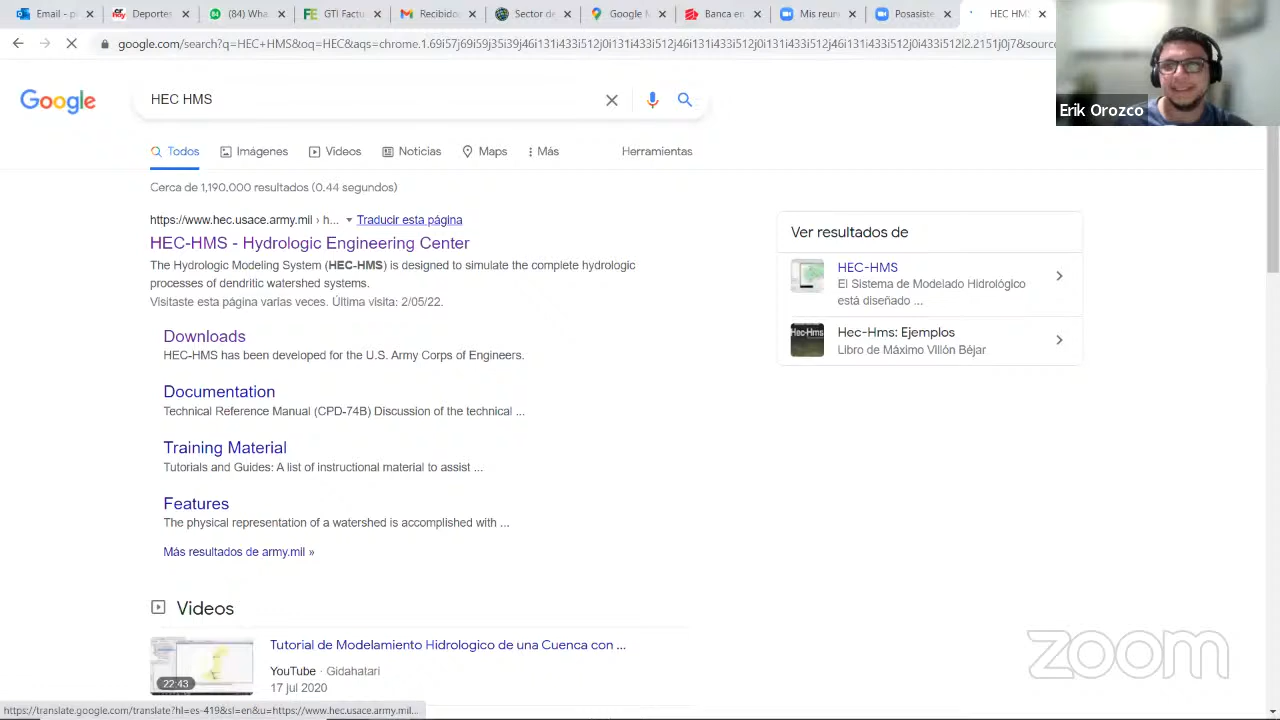 Email - p
Deportes
(84) Wha
GTI Factu
Recibido
Sector
Google M
Banca en
Mis reun
Posasiste
HEC HMS
google.com/search?q=HEC+HMS&oq=HEC&aqs=chrome.1.69i57j69i59j69i59j69i59l
Erik Orozco
Google
HEC HMS
Todos
Imágenes
Videos
Noticias
Maps
Más
Herramientas
Cerca de 1,190,000 resultados (0.44 segundos)
https://www.hec.usace.army.mil › h... Traducir esta página
HEC-HMS - Hydrologic Engineering Center
The Hydrologic Modeling System (HEC-HMS) is designed to simulate the complete hydrologic
processes of dendritic watershed systems.
Visitaste esta página varias veces. Última visita: 2/05/22.
Downloads
HEC-HMS has been developed for the U.S. Army Corps of Engineers.
Documentation
Technical Reference Manual (CPD-74B) Discussion of the technical ...
Training Material
Tutorials and Guides: A list of instructional material to assist ...
Features
The physical representation of a watershed is accomplished with ...
Más resultados de army.mil »
Ver resultados de
HEC-HMS
El Sistema de Modelado Hidrológico
está diseñado ...
Hec-Hms
Hec-Hms: Ejemplos
Libro de Máximo Villón Béjar
Videos
22:43
Tutorial de Modelamiento Hidrologico de una Cuenca con ...
YouTube · Gidahatari
17 jul 2020
zoom
https://translate.google.com/translate?hl=es-419&sl=en&u=https://www.hec.usace.army.mil...